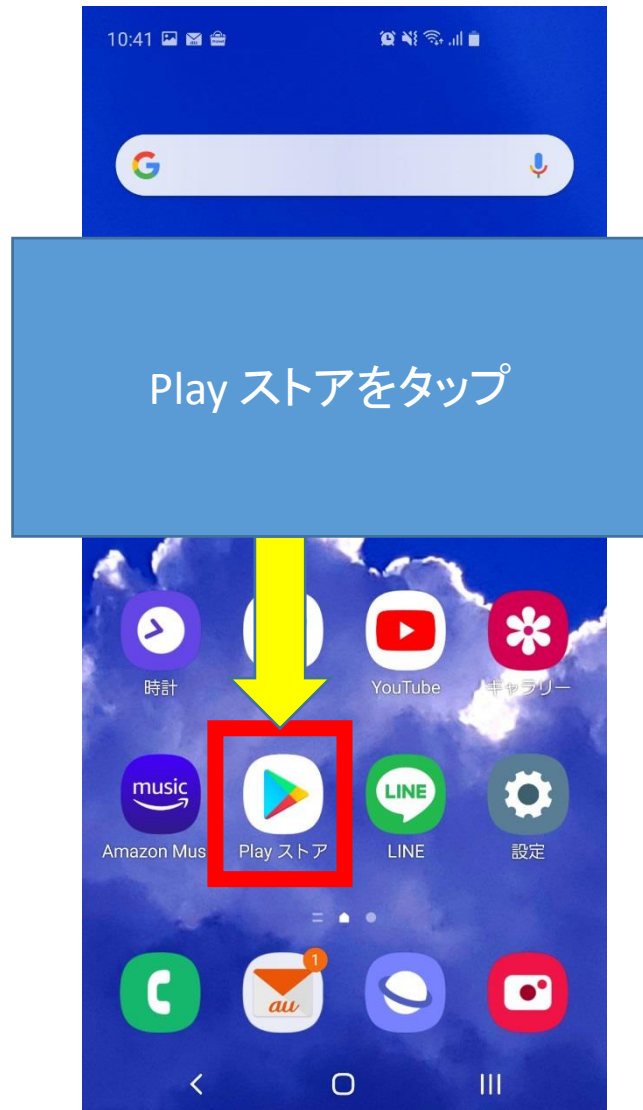 10:41
Play ストアをタップ
時計
YouTube
ギャラリー
music
LINE
Amazon Mus
Play ストア
LINE
設定
1
au